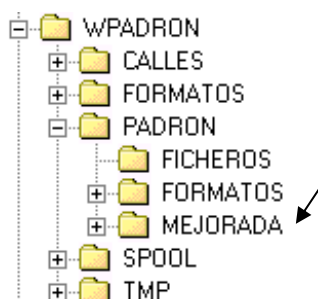 WPADRON
CALLES
FORMATOS
PADRON
FICHEROS
FORMATOS
MEJORADA
SPOOL
TMP